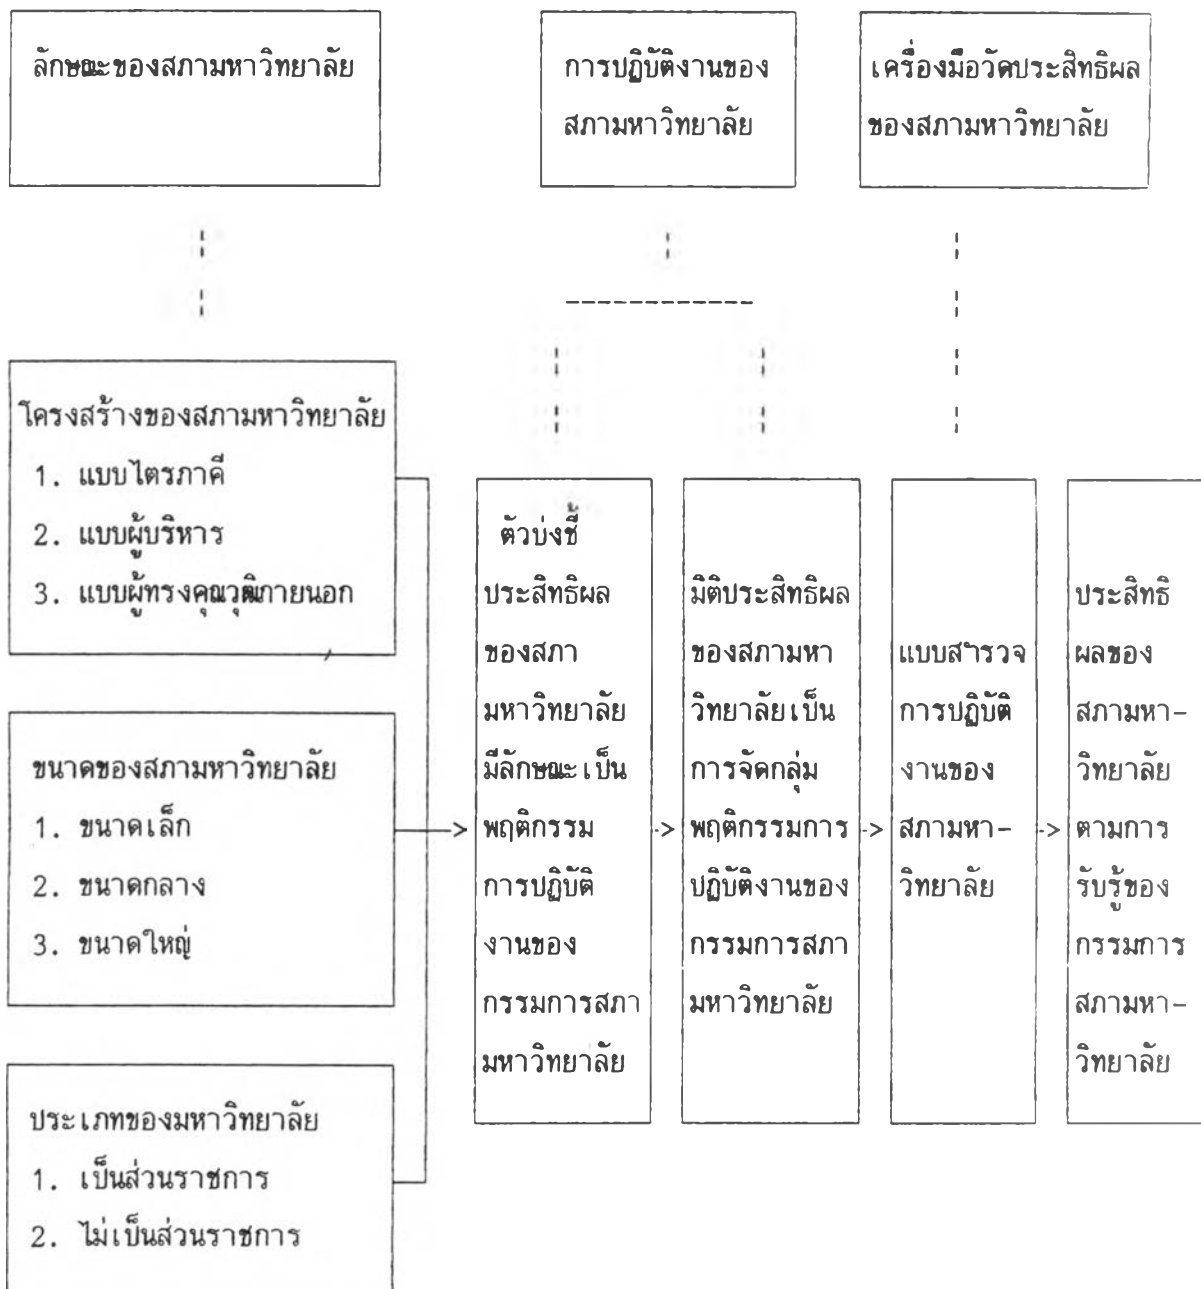 ลักษณะของสภามหาวิทยาลัย
การปฏิบัติงานของ
สภามหาวิทยาลัย
เครื่องมือวัดประสิทธิผล
ของสภามหาวิทยาลัย
โครงสร้างของสภามหาวิทยาลัย
1. แบบไตรภาคี
2. แบบผู้บริหาร
3. แบบผู้ทรงคุณวุฒิภายนอก
ขนาดของสภามหาวิทยาลัย
1. ขนาดเล็ก
2. ขนาดกลาง
3. ขนาดใหญ่
ประเภทของมหาวิทยาลัย
1. เป็นส่วนราชการ
2. ไม่เป็นส่วนราชการ
ตัวบ่งชี้
ประสิทธิผล
ของสภา
มหาวิทยาลัย
มีลักษณะเป็น
พฤติกรรม
การปฏิบัติ
งานของ
กรรมการสภา
มหาวิทยาลัย
มิติประสิทธิผล
ของสภามหา
วิทยาลัยเป็น
การจัดกลุ่ม
พฤติกรรมการ
ปฏิบัติงานของ
กรรมการสภา
มหาวิทยาลัย
แบบสำรวจ
การปฏิบัติ
งานของ
สภามหา-
วิทยาลัย
ประสิทธิ
ผลของ
สภามหา-
วิทยาลัย
ตามการ
รับรู้ของ
กรรมการ
สภามหา-
วิทยาลัย